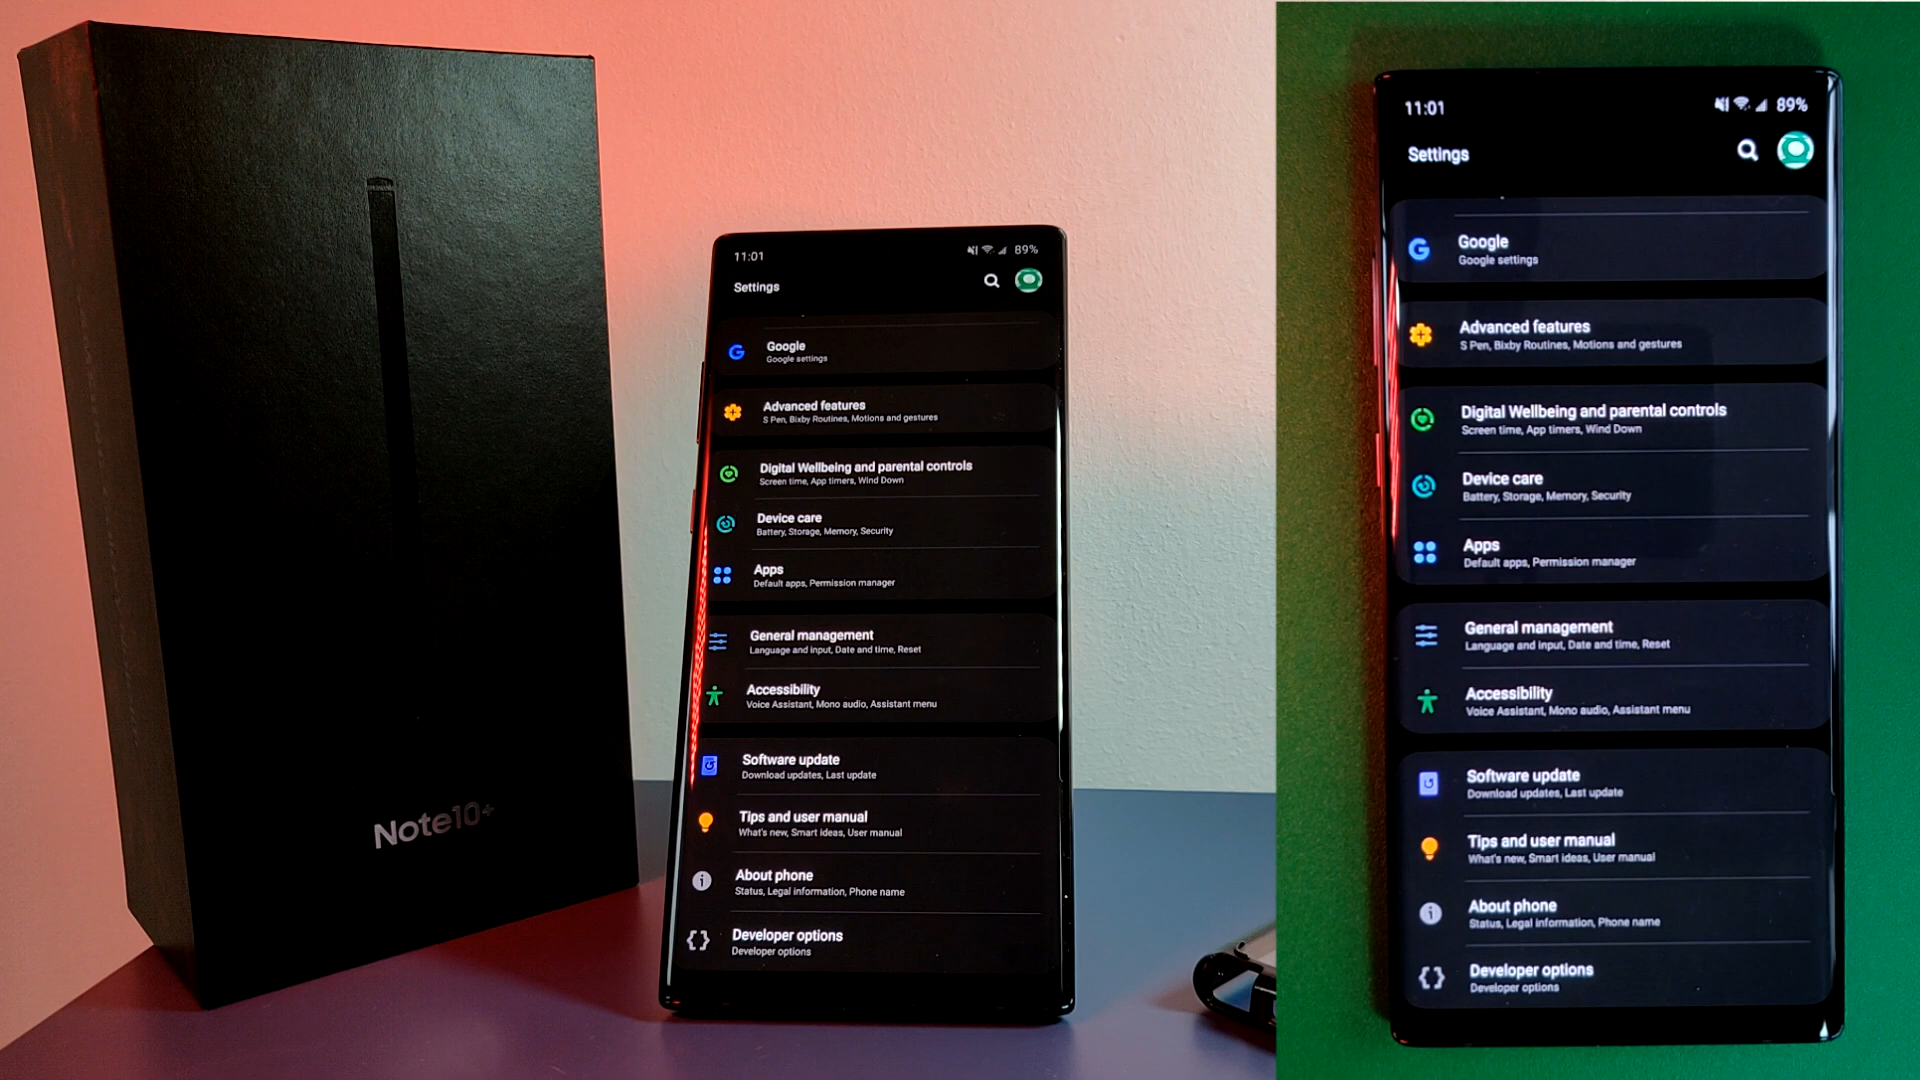 Note10+
11:01
89%
Settings
Google
Google settings
Advanced features
S Pen, Bixby Routines, Motions and gestures
Digital Wellbeing and parental controls
Screen time, App timers, Wind Down
Device care
Battery, Storage, Memory, Security
Apps
Default apps, Permission manager
General management
Language and input, Date and time, Reset
Accessibility
Voice Assistant, Mono audio, Assistant menu
Software update
Download updates, Last update
Tips and user manual
What's new, Smart ideas, User manual
About phone
Status, Legal information, Phone name
Developer options
Developer options
11:01
89%
Settings
Google
Google settings
Advanced features
S Pen, Bixby Routines, Motions and gestures
Digital Wellbeing and parental controls
Screen time, App timers, Wind Down
Device care
Battery, Storage, Memory, Security
Apps
Default apps, Permission manager
General management
Language and input, Date and time, Reset
Accessibility
Voice Assistant, Mono audio, Assistant menu
Software update
Download updates, Last update
Tips and user manual
What's new, Smart ideas, User manual
About phone
Status, Legal information, Phone name
Developer options
Developer options